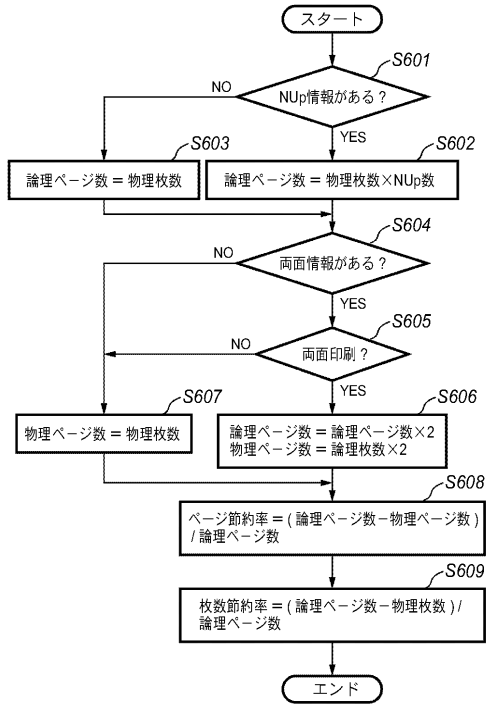 スタート
S601
NUp情報がある？
NO
YES
S603
論理ページ数＝物理枚数
S602
論理ページ数＝物理枚数×NUp数
S604
両面情報がある？
NO
YES
S605
両面印刷？
NO
YES
S607
物理ページ数＝物理枚数
S606
論理ページ数＝論理ページ数×2
物理ページ数＝論理枚数×2
S608
ページ節約率＝(論理ページ数－物理ページ数)
/論理ページ数
S609
枚数節約率＝(論理ページ数－物理枚数)/
論理ページ数
エンド